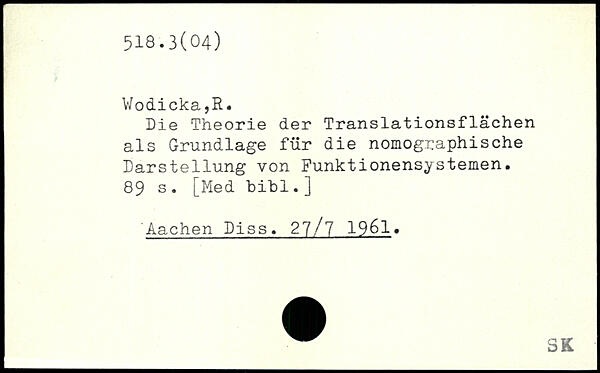 518.3(04)
Wodicka,R.
Die Theorie der Translationsflächen
als Grundlage für die nomographische
Darstellung von Funktionensystemen.
89 s. [Med bibl.]
Aachen Diss. 27/7 1961.
SK